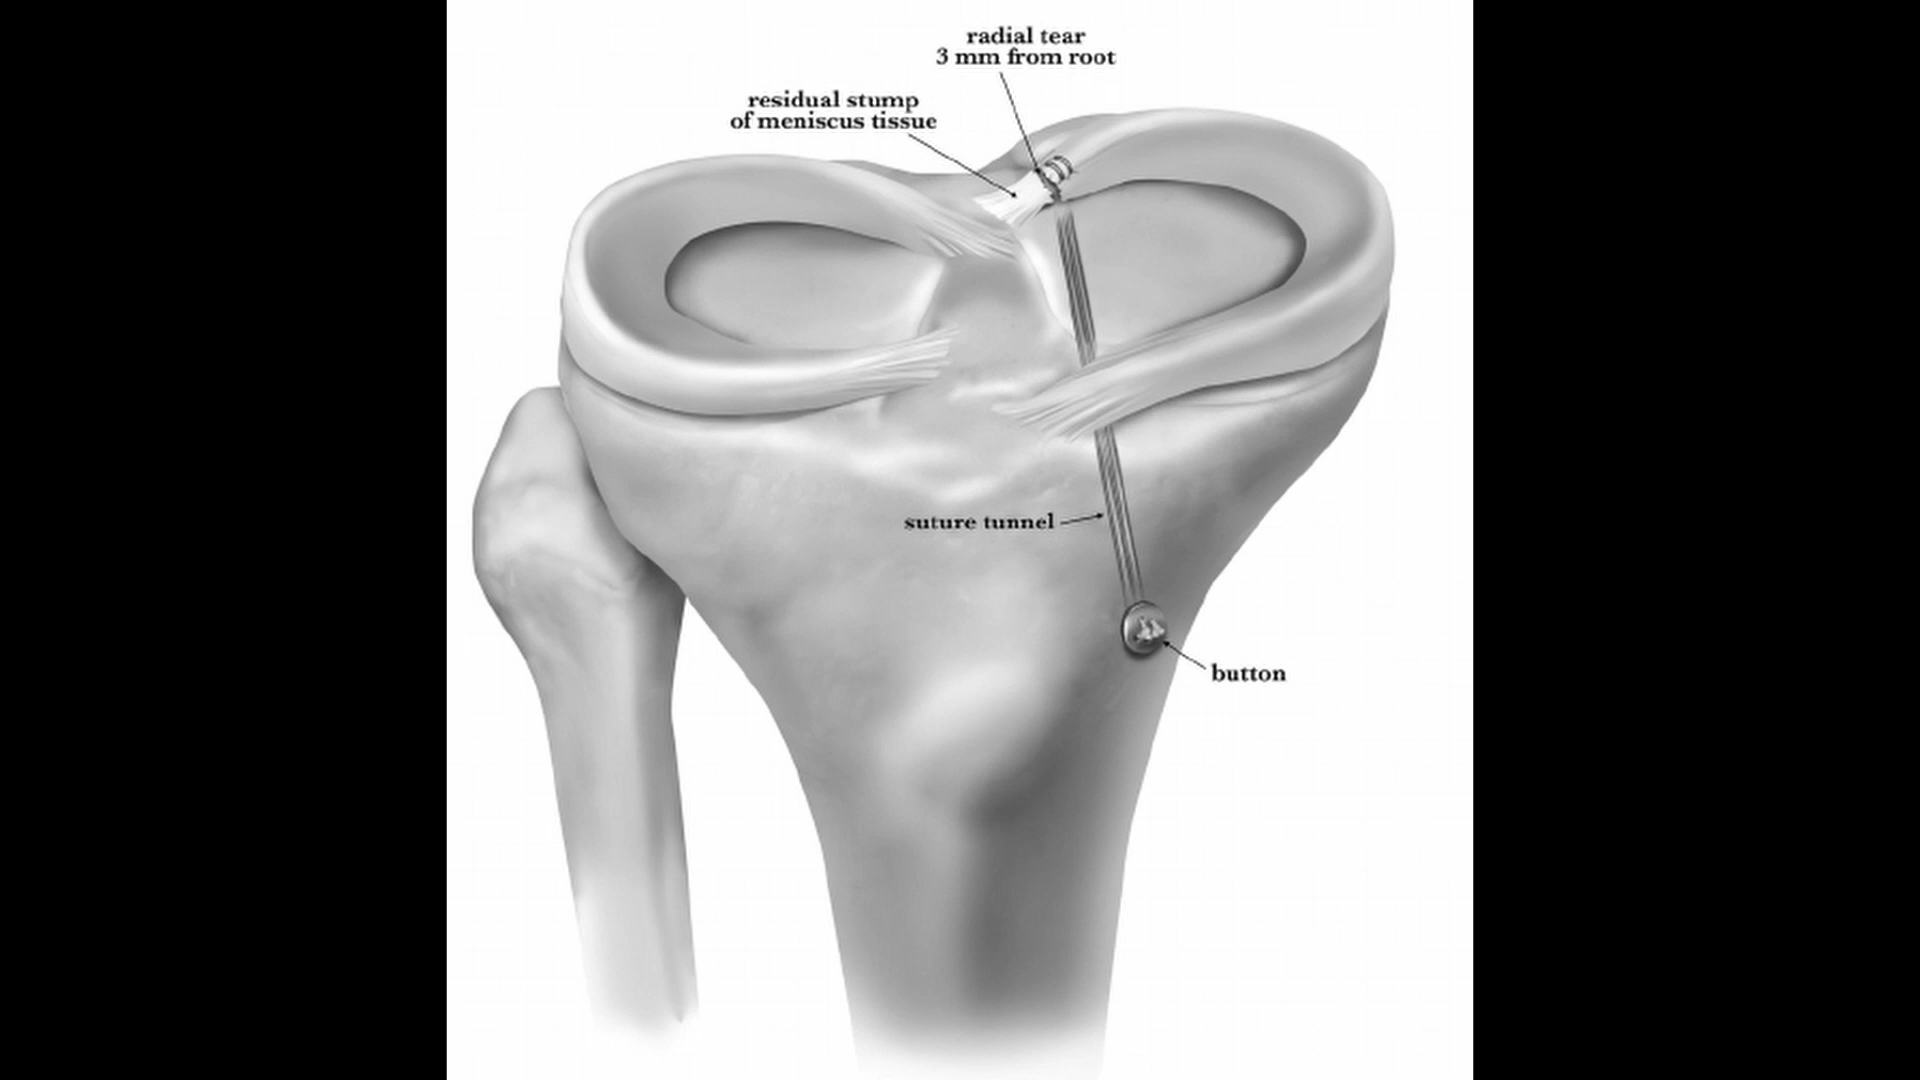 radial tear
3 mm from root
residual stump
of meniscus tissue
suture tunnel
button